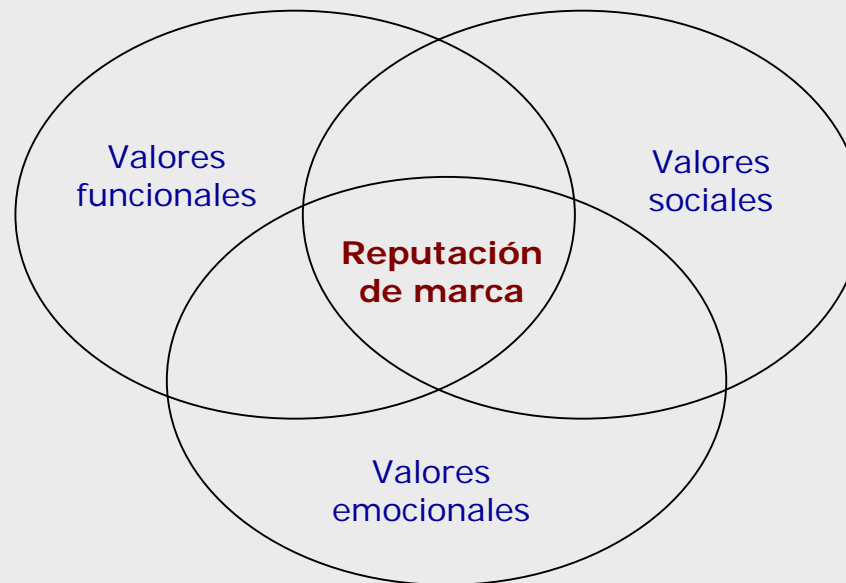 Valores
funcionales
Valores
sociales
Reputación
de marca
Valores
emocionales